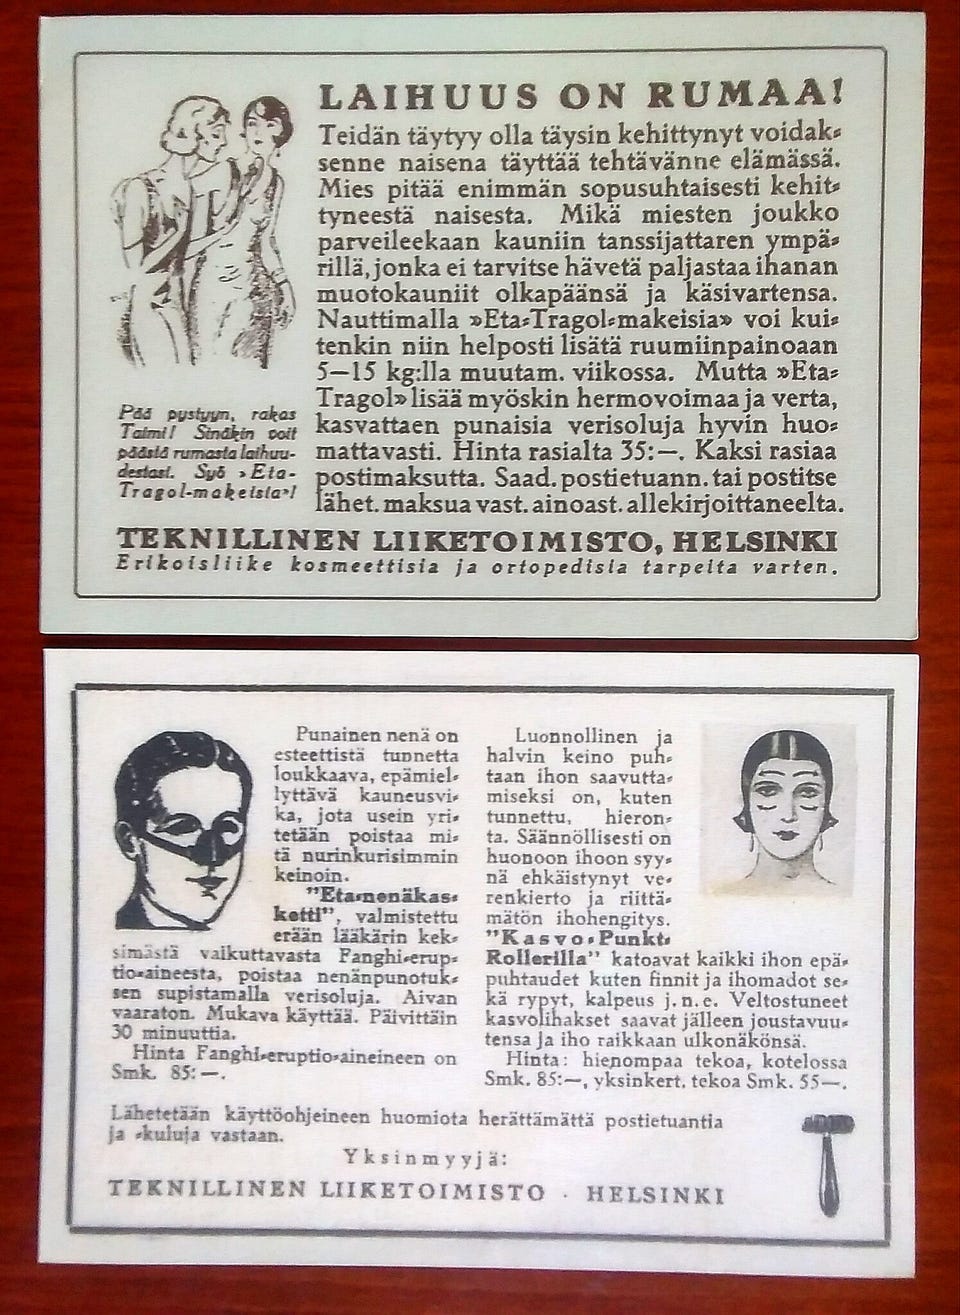 LAIHUUS ON RUMAA!
Teidän täytyy olla täysin kehittynyt voidak-
senne naisena täyttää tehtävänne elämässä.
Mies pitää enimmän sopusuhtaisesti kehit-
tyneestä naisesta. Mikä miesten joukko
parveileekaan kauniin tanssijattaren ympä-
rillä, jonka ei tarvitse hävetä paljastaa ihanan
muotokauniit olkapäänsä ja käsivartensa.
Nauttimalla »Eta-Tragol-makeisia» voi kui-
tenkin niin helposti lisätä ruumiinpainoaan
5—15 kg:lla muutam. viikossa. Mutta »Eta-
Tragol» lisää myöskin hermovoimaa ja verta,
kasvattaen punaisia verisoluja hyvin huo-
mattavasti. Hinta rasialta 35:—. Kaksi rasiaa
postimaksutta. Saad. postietuann. tai postitse
lähet. maksua vast. ainoast. allekirjoittaneelta.
Pää pystyyn, rakas
Taimi! Sinäkin voit
päästä rumasta laihuu-
destasi. Syö »Eta-
Tragol-makeisia»!
TEKNILLINEN LIIKETOIMISTO, HELSINKI
Erikoisliike kosmeettisia ja ortopedisia tarpeita varten.
Punainen nenä on
esteettistä tunnetta
loukkaava, epämiel-
lyttävä kauneusvi-
ka, jota usein yri-
tetään poistaa mi-
tä nurinkurisimmin
keinoin.
"Eta-nenäkas-
ketti", valmistettu
erään lääkärin kek-
simästä vaikuttavasta Fanghi-erup-
tio-aineesta, poistaa nenänpunotuk-
sen supistamalla verisoluja. Aivan
vaaraton. Mukava käyttää. Päivittäin
30 minuuttia.
Hinta Fanghi-eruptio-aineineen on
Smk. 85:—.
Luonnollinen ja
halvin keino puh-
taan ihon saavutta-
miseksi on, kuten
tunnettu, hieron-
ta. Säännöllisesti on
huonoon ihoon syy-
nä ehkäistynyt ve-
renkierto ja riittä-
mätön ihohengitys.
"Kasvo-Punkt-
Rollerilla" katoavat kaikki ihon epä-
puhtaudet kuten finnit ja ihomadot se-
kä rypyt, kalpeus j.n.e. Veltostuneet
kasvolihakset saavat jälleen joustavuu-
tensa ja iho raikkaan ulkonäkönsä.
Hinta: hienompaa tekoa, kotelossa
Smk. 85:—, yksinkert. tekoa Smk. 55—.
Lähetetään käyttöohjeineen huomiota herättämättä postietuantia
ja -kuluja vastaan.
Yksinmyyjä:
TEKNILLINEN LIIKETOIMISTO · HELSINKI